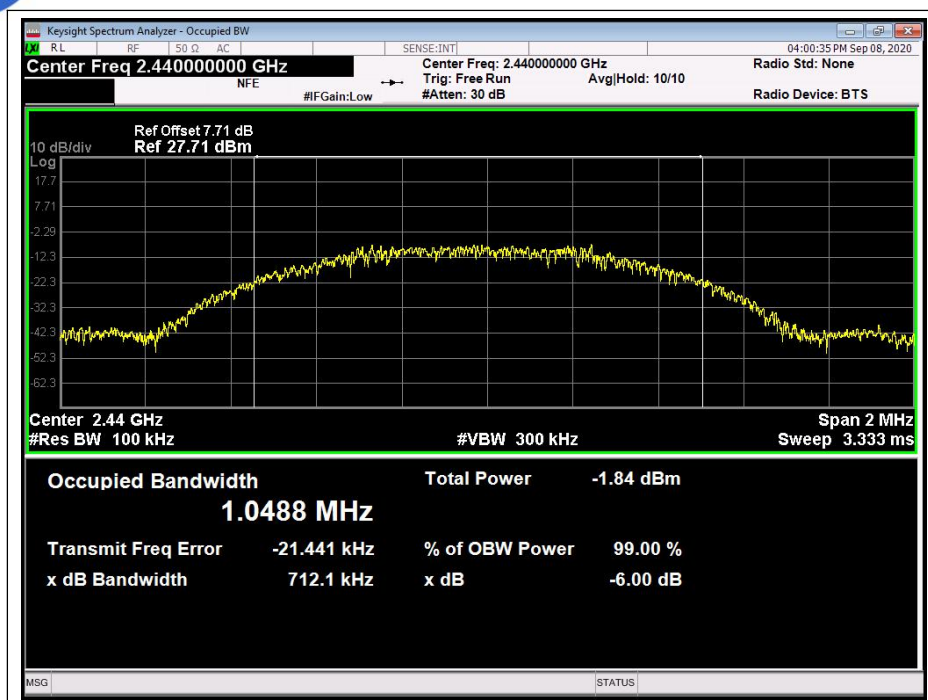 Keysight Spectrum Analyzer - Occupied BW
LXI RL RF 50 Ω AC SENSE:INT 04:00:35 PM Sep 08, 2020
Center Freq 2.440000000 GHz Center Freq: 2.440000000 GHz Radio Std: None
NFE Trig: Free Run Avg|Hold: 10/10
#IFGain:Low #Atten: 30 dB Radio Device: BTS
Ref Offset 7.71 dB
10 dB/div Ref 27.71 dBm
Log
17.7
7.71
-2.29
-12.3
-22.3
-32.3
-42.3
-52.3
-62.3
Center 2.44 GHz Span 2 MHz
#Res BW 100 kHz #VBW 300 kHz Sweep 3.333 ms
Occupied Bandwidth Total Power -1.84 dBm
1.0488 MHz
Transmit Freq Error -21.441 kHz % of OBW Power 99.00 %
x dB Bandwidth 712.1 kHz x dB -6.00 dB
MSG STATUS